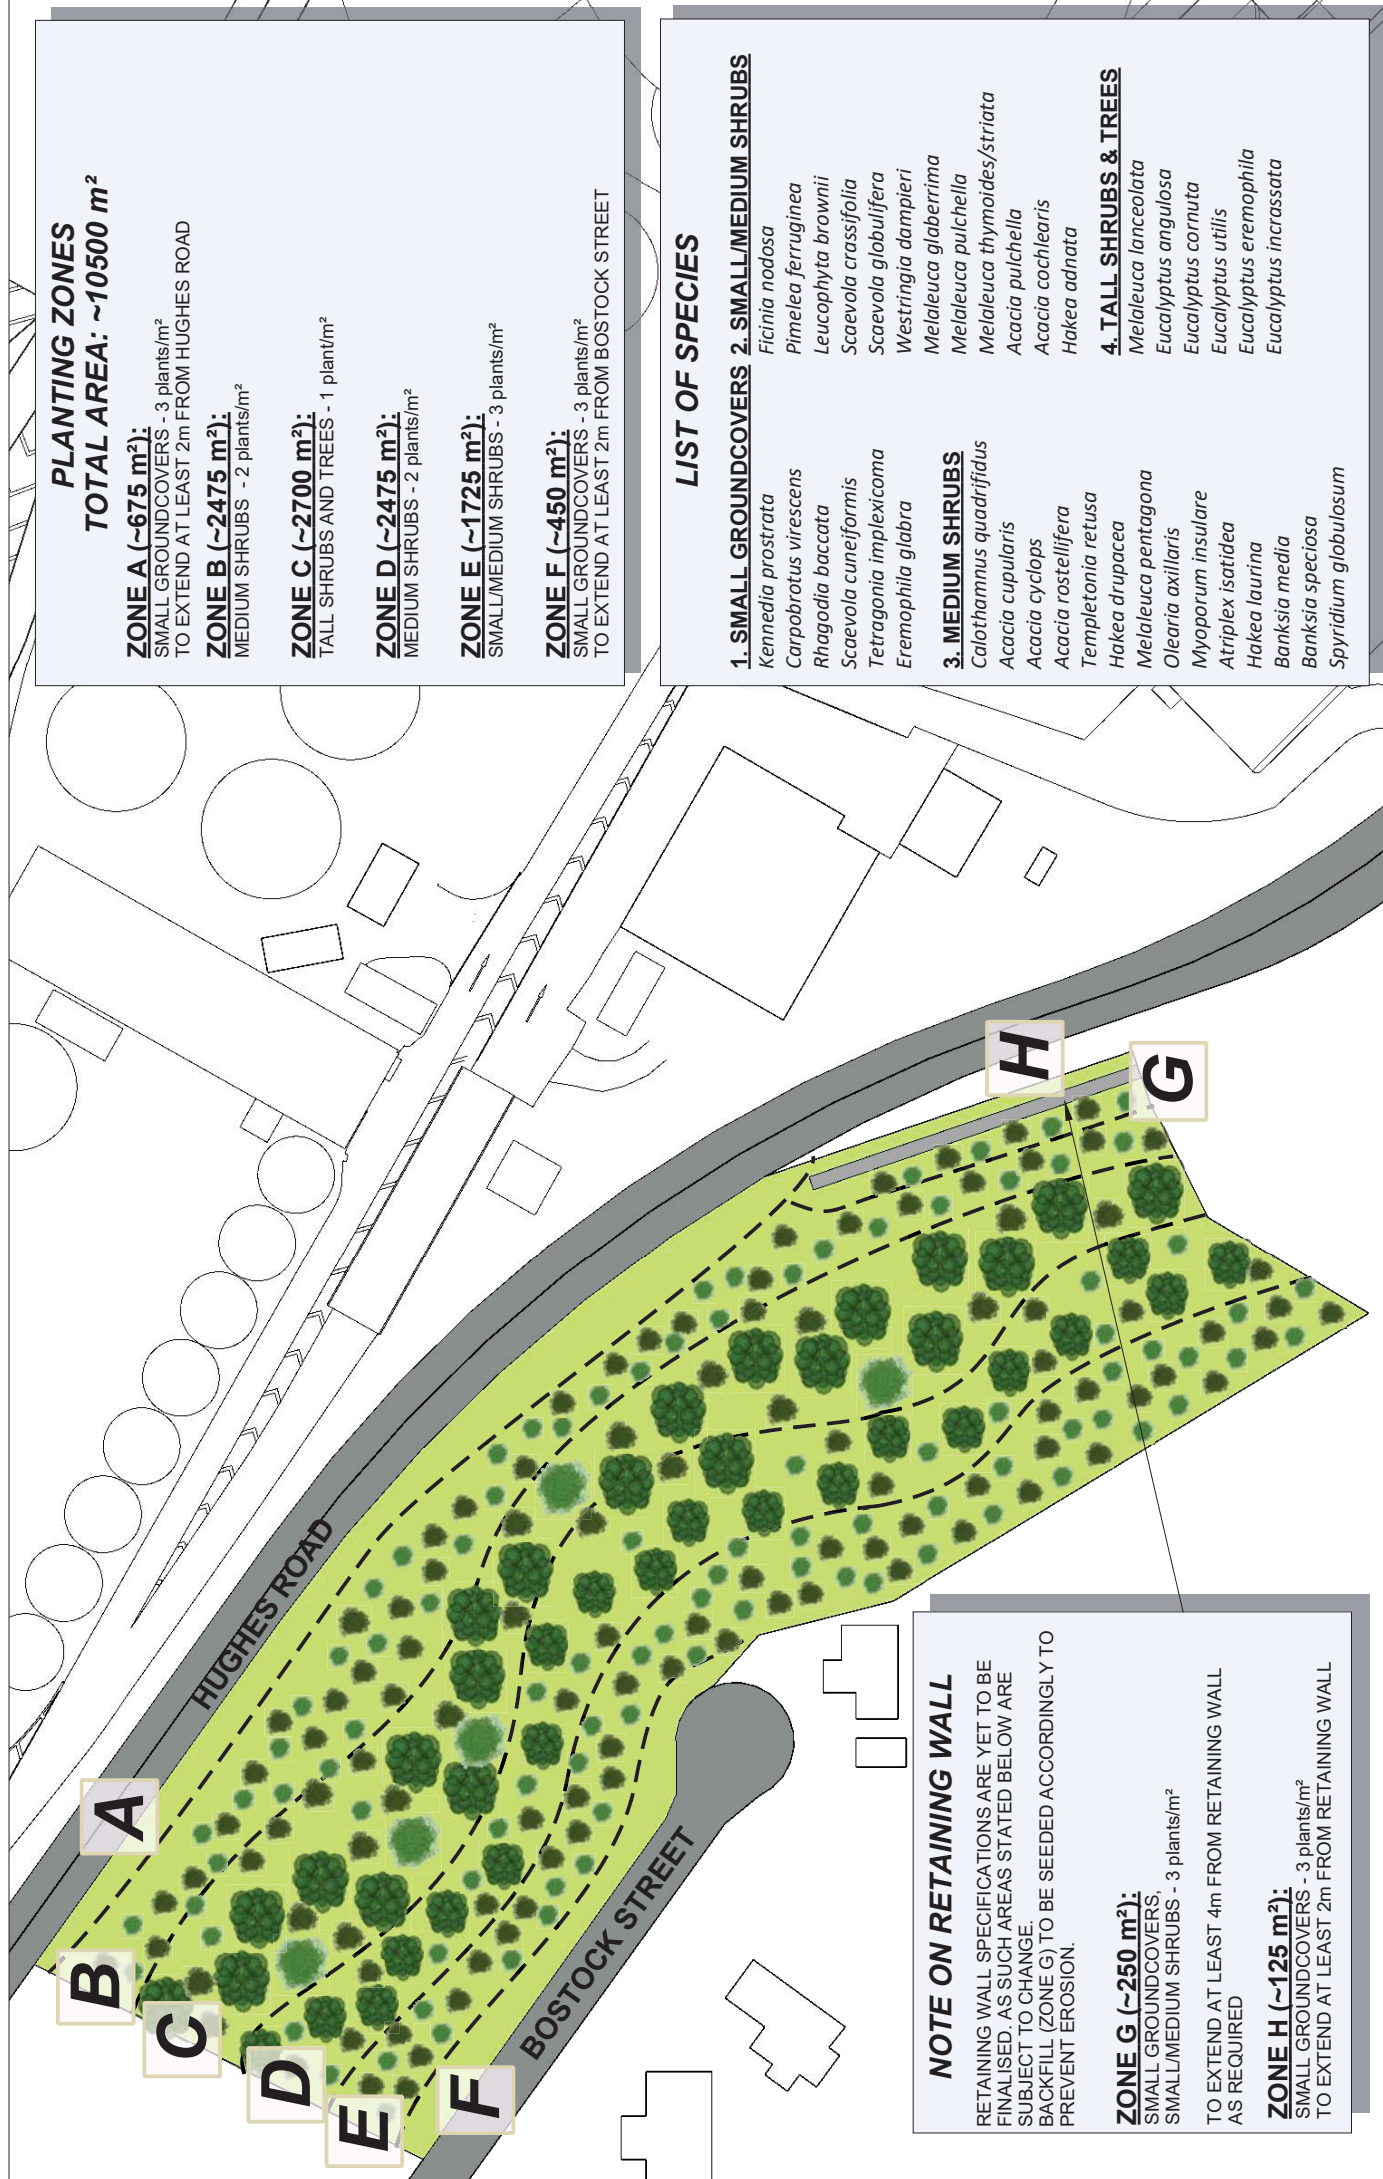 PLANTING ZONES
TOTAL AREA: ~10500 m²
ZONE A (~675 m²):
SMALL GROUNDCOVERS - 3 plants/m²
TO EXTEND AT LEAST 2m FROM HUGHES ROAD
ZONE B (~2475 m²):
MEDIUM SHRUBS - 2 plants/m²
ZONE C (~2700 m²):
TALL SHRUBS AND TREES - 1 plant/m²
ZONE D (~2475 m²):
MEDIUM SHRUBS - 2 plants/m²
ZONE E (~1725 m²):
SMALL/MEDIUM SHRUBS - 3 plants/m²
ZONE F (~450 m²):
SMALL GROUNDCOVERS - 3 plants/m²
TO EXTEND AT LEAST 2m FROM BOSTOCK STREET
LIST OF SPECIES
1. SMALL GROUNDCOVERS
Kennedia prostrata
Carpobrotus virescens
Rhagodia baccata
Scaevola cuneiformis
Tetragonia implexicoma
Eremophila glabra
2. SMALL/MEDIUM SHRUBS
Ficinia nodosa
Pimelea ferruginea
Leucophyta brownii
Scaevola crassifolia
Scaevola globulifera
Westringia dampieri
Melaleuca glaberrima
Melaleuca pulchella
Melaleuca thymoides/striata
Acacia pulchella
Acacia cochlearis
Hakea adnata
3. MEDIUM SHRUBS
Calothamnus quadrifidus
Acacia cupularis
Acacia cyclops
Acacia rostellifera
Templetonia retusa
Hakea drupacea
Melaleuca pentagona
Olearia axillaris
Myoporum insulare
Atriplex isatidea
Hakea laurina
Banksia media
Banksia speciosa
Spyridium globulosum
4. TALL SHRUBS & TREES
Melaleuca lanceolata
Eucalyptus angulosa
Eucalyptus cornuta
Eucalyptus utilis
Eucalyptus eremophila
Eucalyptus incrassata
A
B
C
D
E
F
G
H
HUGHES ROAD
BOSTOCK STREET
NOTE ON RETAINING WALL
RETAINING WALL SPECIFICATIONS ARE YET TO BE
FINALISED. AS SUCH AREAS STATED BELOW ARE
SUBJECT TO CHANGE.
BACKFILL (ZONE G) TO BE SEEDED ACCORDINGLY TO
PREVENT EROSION.
ZONE G (~250 m²):
SMALL GROUNDCOVERS,
SMALL/MEDIUM SHRUBS - 3 plants/m²
TO EXTEND AT LEAST 4m FROM RETAINING WALL
AS REQUIRED
ZONE H (~125 m²):
SMALL GROUNDCOVERS - 3 plants/m²
TO EXTEND AT LEAST 2m FROM RETAINING WALL